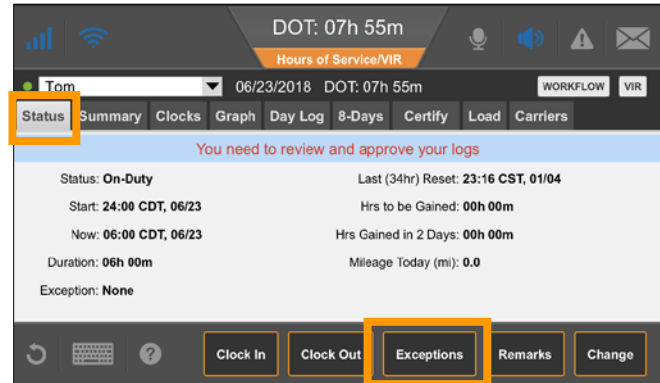 DOT: 07h 55m
Hours of Service/VIR
Tom 06/23/2018 DOT: 07h 55m WORKFLOW VIR
Status Summary Clocks Graph Day Log 8-Days Certify Load Carriers
You need to review and approve your logs
Status: On-Duty Last (34hr) Reset: 23:16 CST, 01/04
Start: 24:00 CDT, 06/23 Hrs to be Gained: 00h 00m
Now: 06:00 CDT, 06/23 Hrs Gained in 2 Days: 00h 00m
Duration: 06h 00m Mileage Today (mi): 0.0
Exception: None
? Clock In Clock Out Exceptions Remarks Change